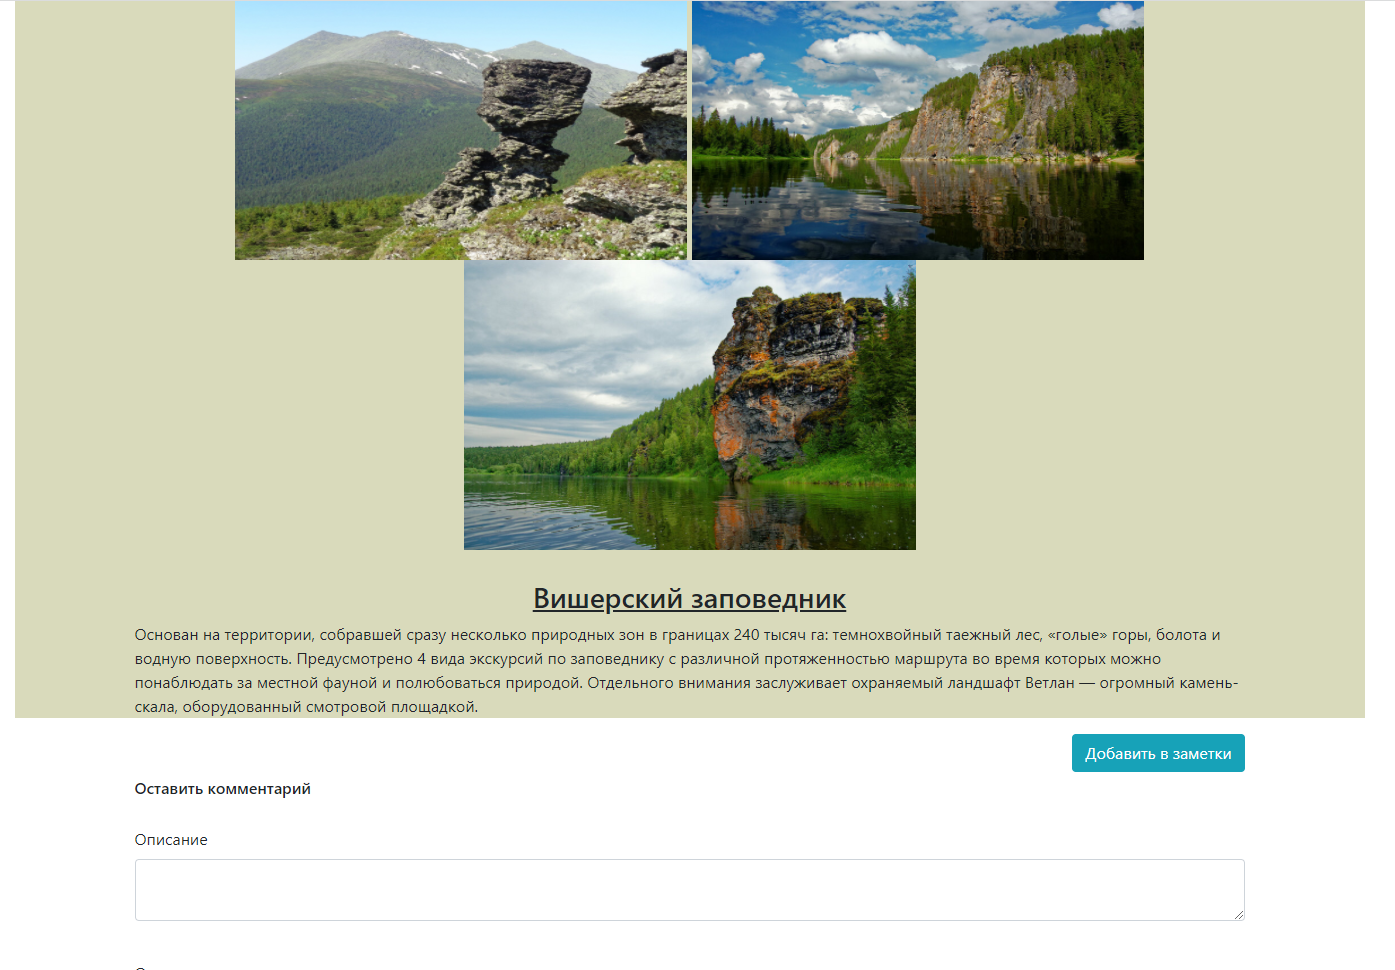 Вишерский заповедник
Основан на территории, собравшей сразу несколько природных зон в границах 240 тысяч га: темнохвойный таежный лес, «голые» горы, болота и
водную поверхность. Предусмотрено 4 вида экскурсий по заповеднику с различной протяженностью маршрута во время которых можно
понаблюдать за местной фауной и полюбоваться природой. Отдельного внимания заслуживает охраняемый ландшафт Ветлан — огромный камень-
скала, оборудованный смотровой площадкой.
Добавить в заметки
Оставить комментарий
Описание